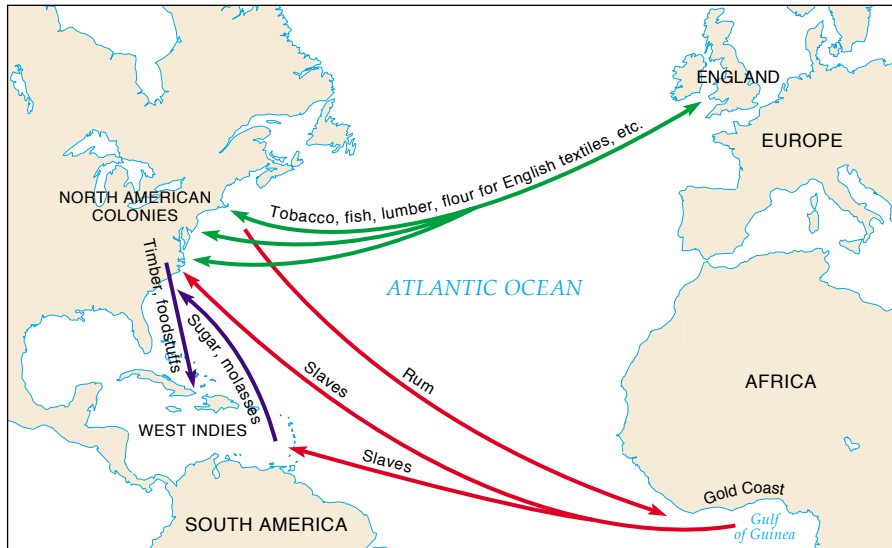 ENGLAND
EUROPE
Tobacco, fish, lumber, flour for English textiles, etc.
NORTH AMERICAN
COLONIES
Timber, foodstuffs
ATLANTIC OCEAN
Sugar, molasses
Slaves
Rum
AFRICA
WEST INDIES
Slaves
Gold Coast
SOUTH AMERICA
Gulf
of Guinea